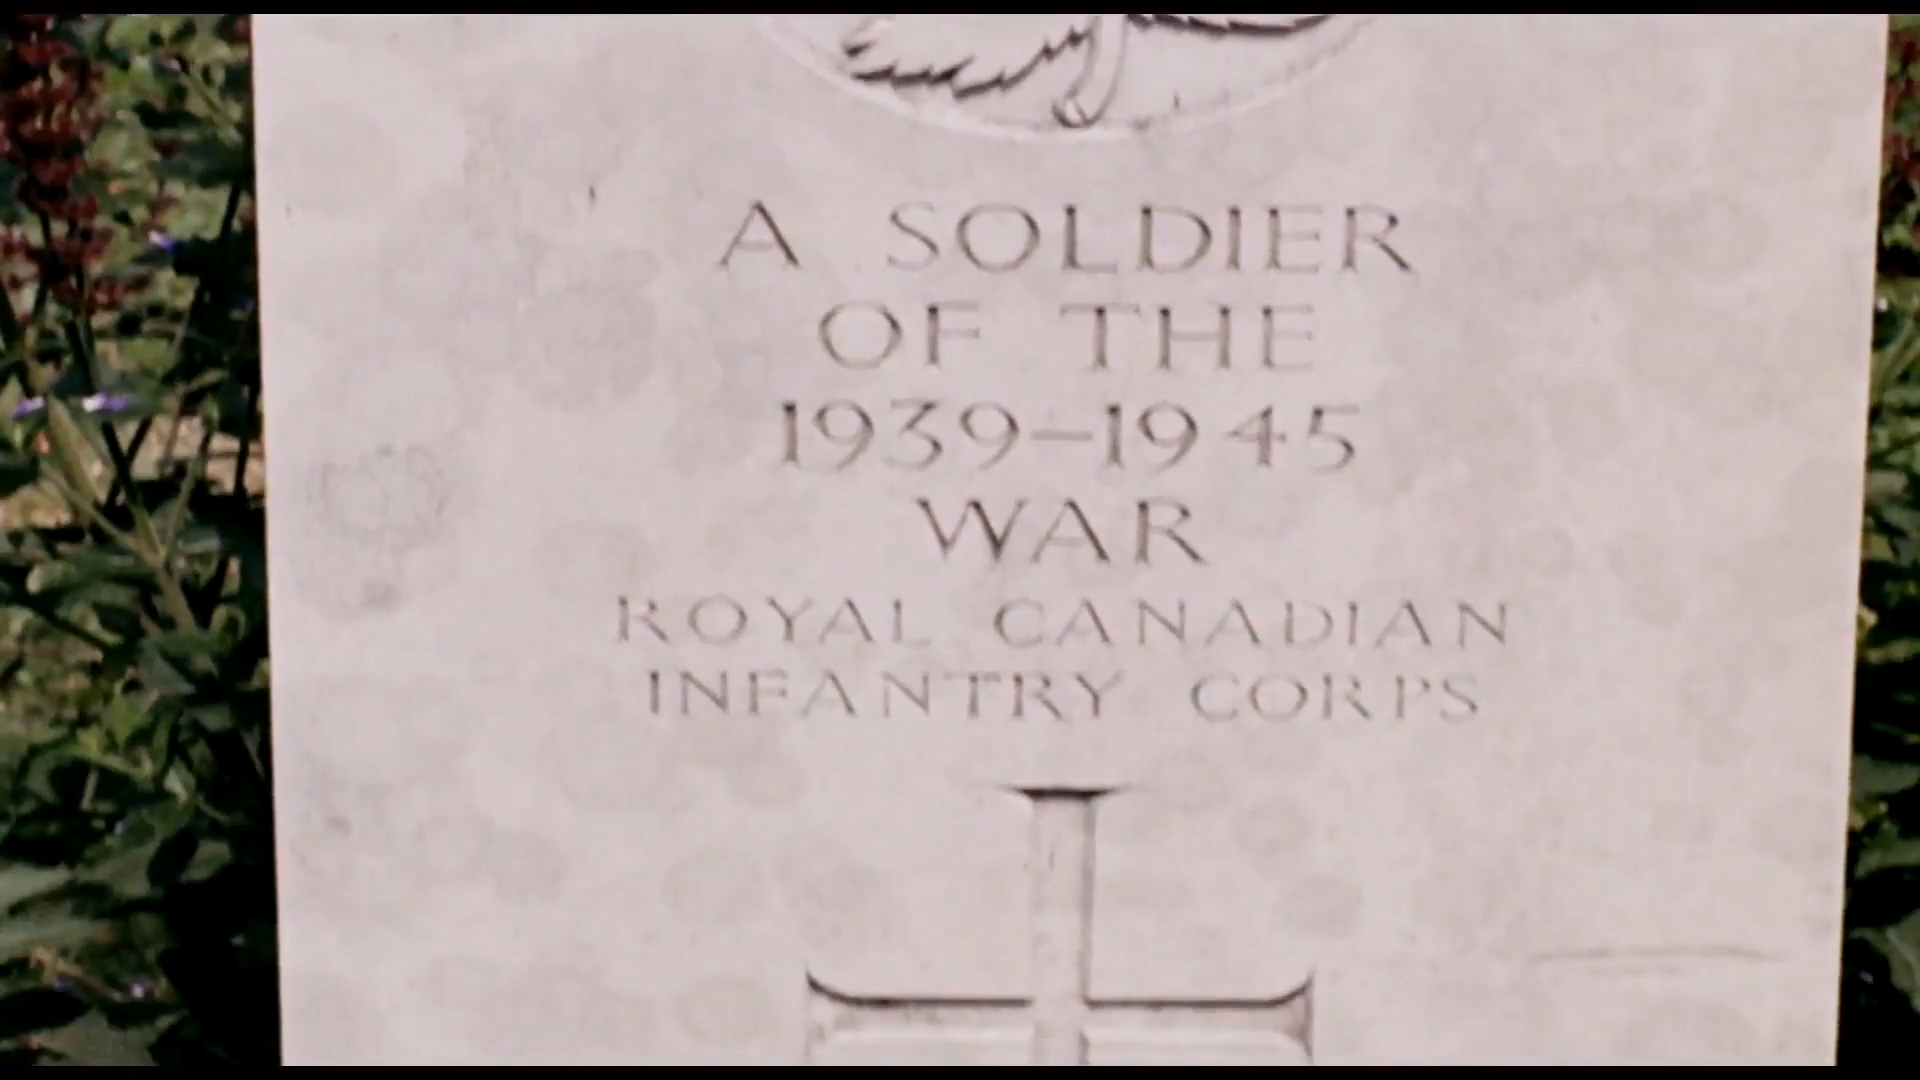 A SOLDIER
OF THE
1939-1945
WAR
ROYAL CANADIAN
INFANTRY CORPS